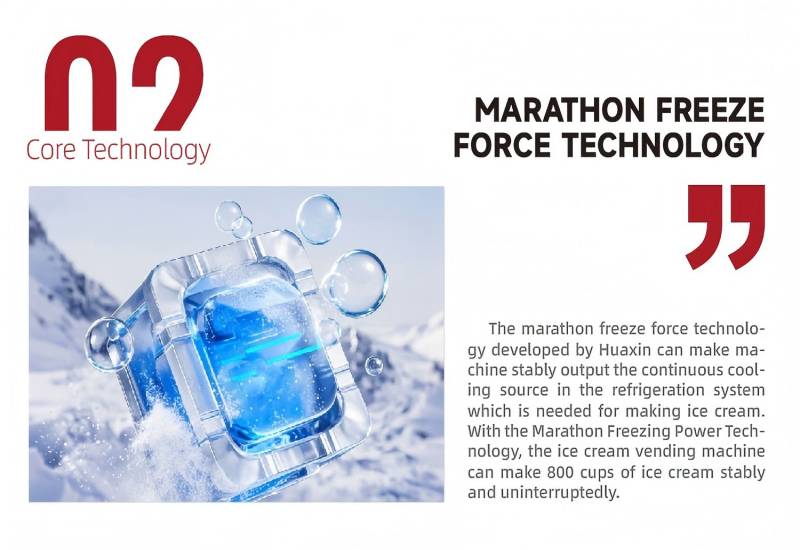 02
Core Technology
MARATHON FREEZE
FORCE TECHNOLOGY
”
The marathon freeze force technolo-
gy developed by Huaxin can make ma-
chine stably output the continuous cool-
ing source in the refrigeration system
which is needed for making ice cream.
With the Marathon Freezing Power Tech-
nology, the ice cream vending machine
can make 800 cups of ice cream stably
and uninterruptedly.